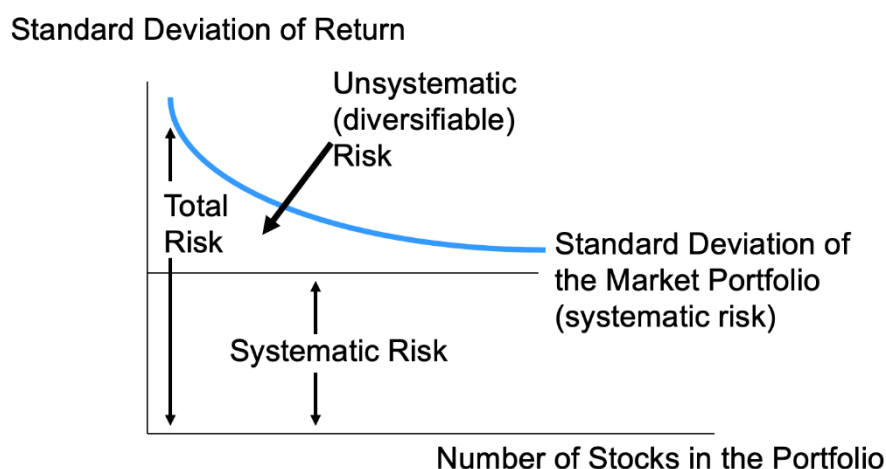 Standard Deviation of Return
Unsystematic
(diversifiable)
Risk
Total
Risk
Standard Deviation of
the Market Portfolio
(systematic risk)
Systematic Risk
Number of Stocks in the Portfolio